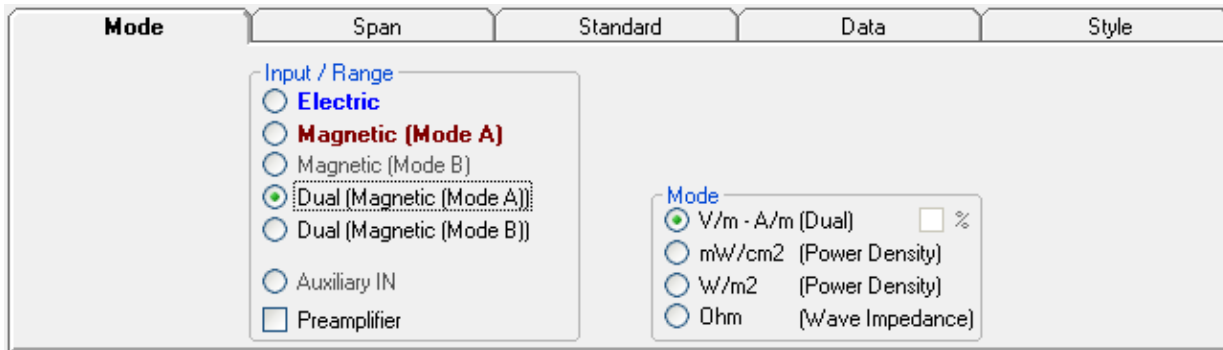 Mode Span Standard Data Style
Input / Range
Electric
Magnetic (Mode A)
Magnetic (Mode B)
Dual (Magnetic (Mode A))
Dual (Magnetic (Mode B))
Auxiliary IN
Preamplifier
Mode
V/m - A/m (Dual) %
mW/cm2 (Power Density)
W/m2 (Power Density)
Ohm (Wave Impedance)